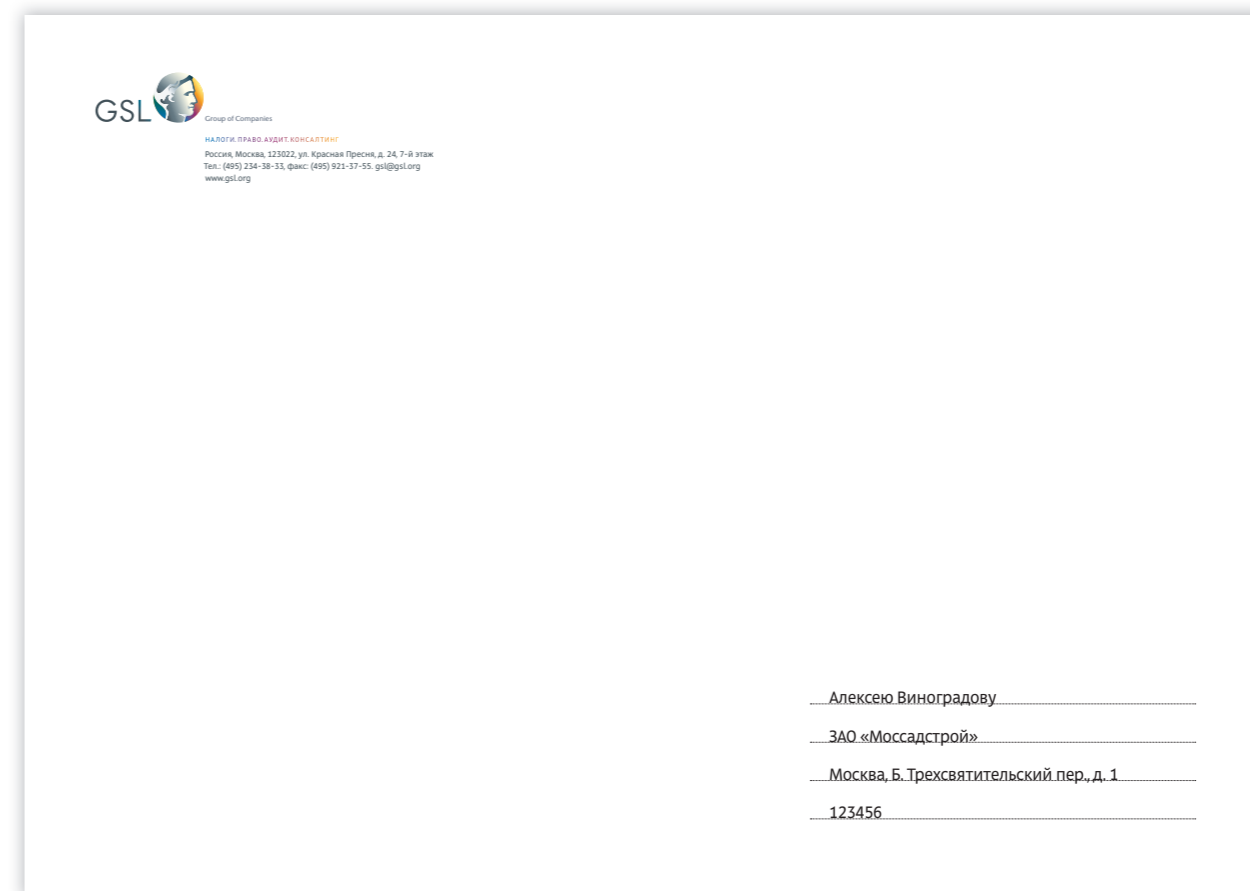 GSL
Group of Companies
НАЛОГИ.ПРАВО.АУДИТ.КОНСАЛТИНГ
Россия, Москва, 123022, ул. Красная Пресня, д. 24, 7-й этаж
Тел.: (495) 234-38-33, факс: (495) 921-37-55. gsl@gsl.org
www.gsl.org
Алексею Виноградову
ЗАО «Моссадстрой»
Москва, Б. Трехсвятительский пер., д. 1
123456